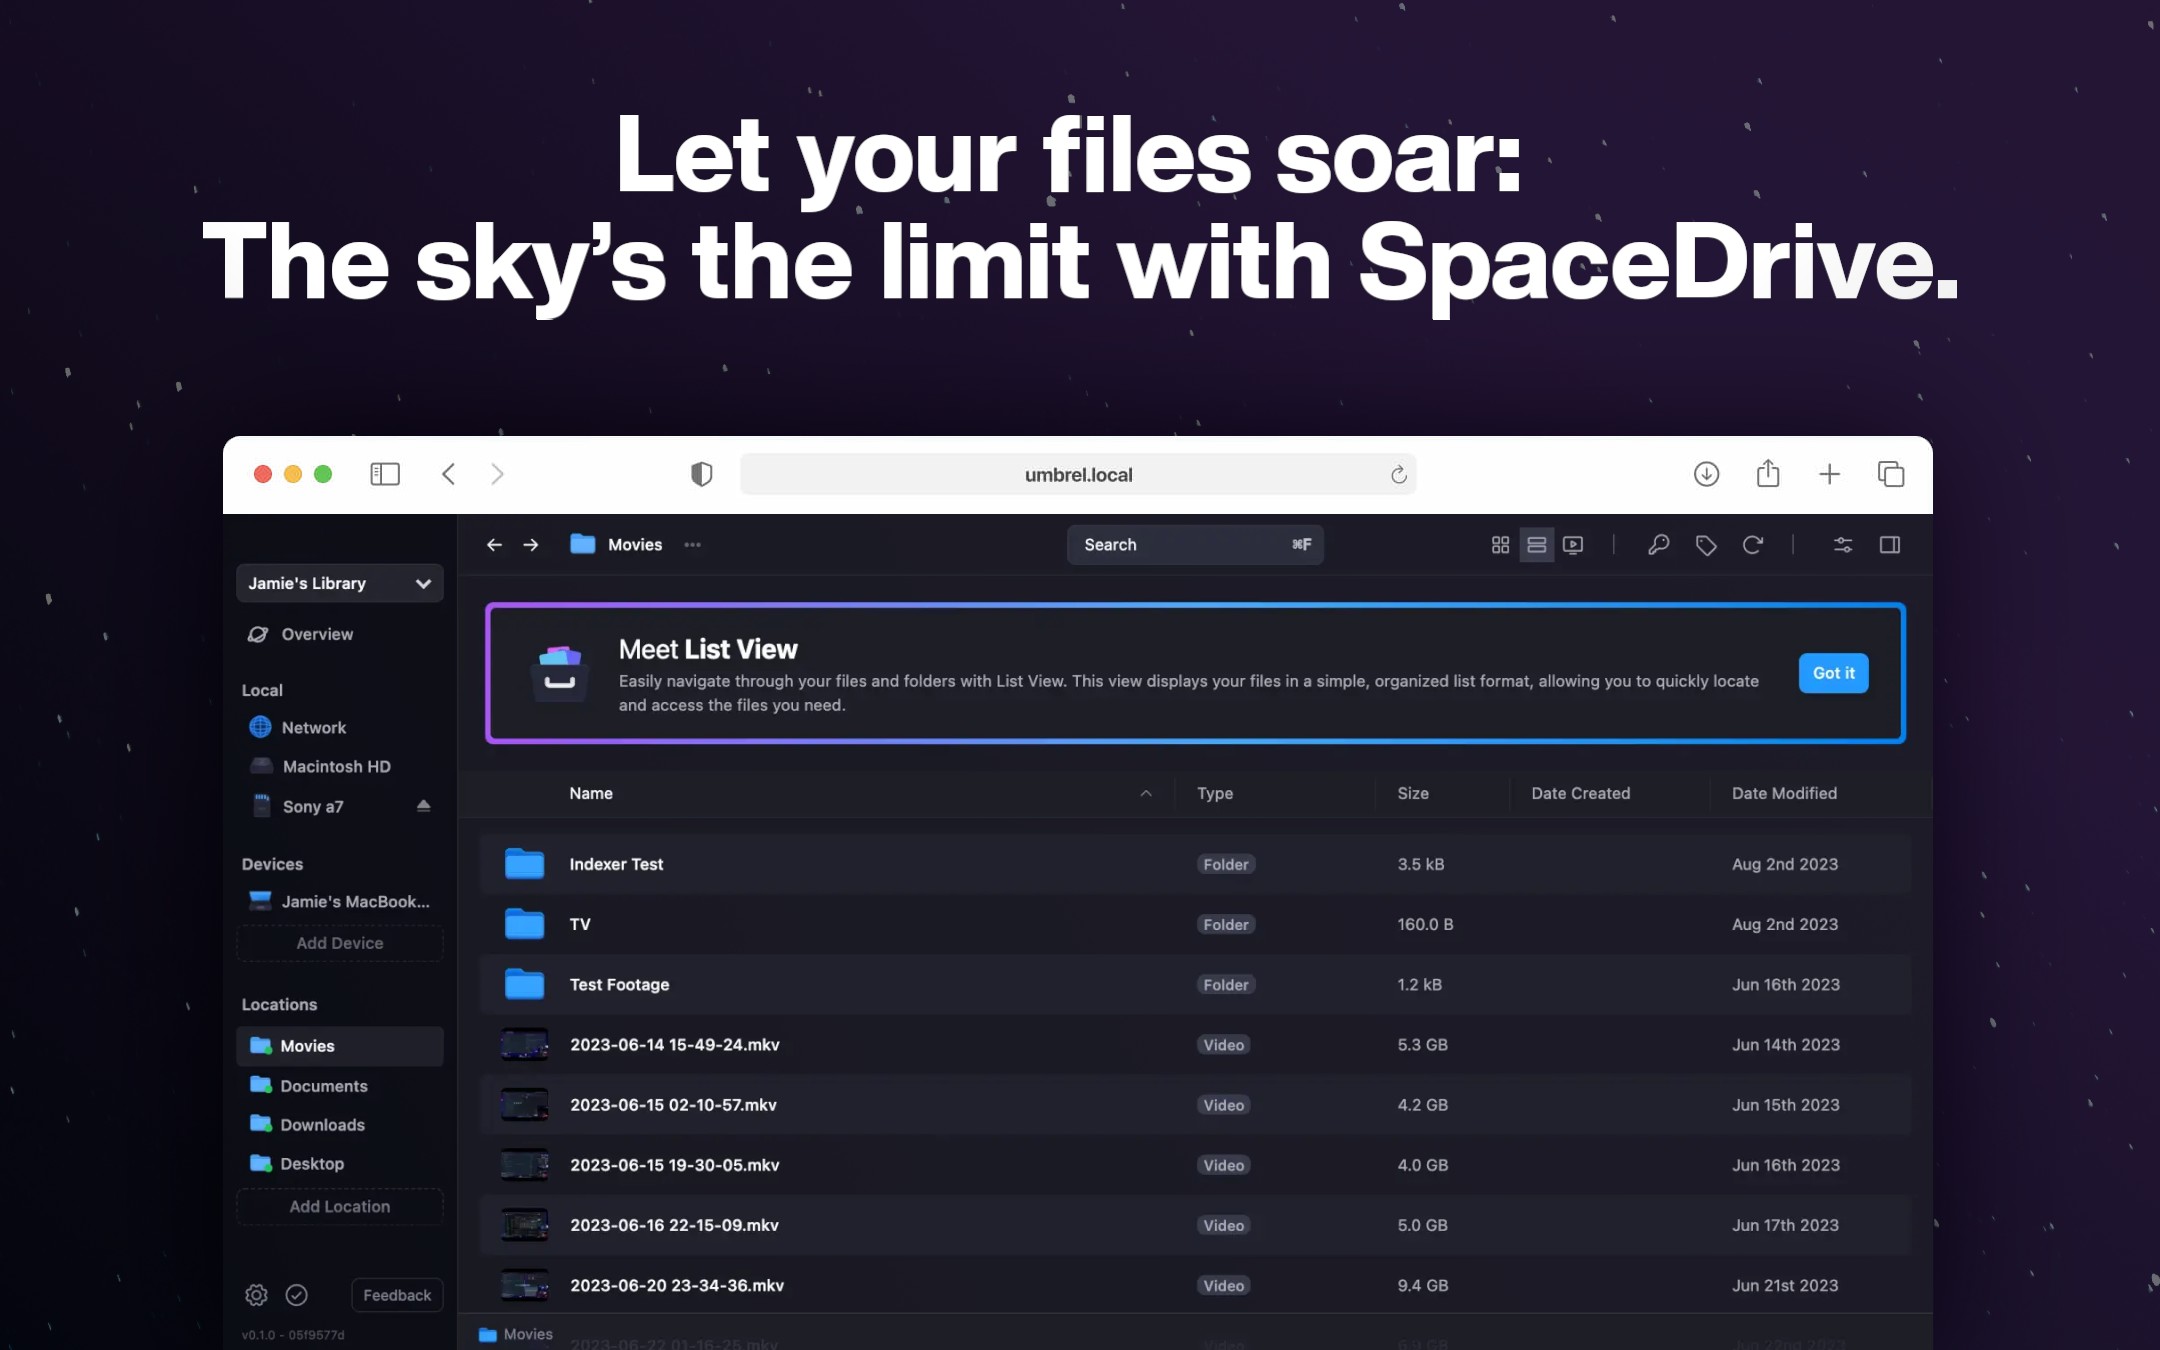 Let your files soar:
The sky's the limit with SpaceDrive.
umbrel.local
Jamie's Library
Overview
Local
Network
Macintosh HD
Sony a7
Devices
Jamie's MacBook...
Add Device
Locations
Movies
Documents
Downloads
Desktop
Add Location
Feedback
v0.1.0 - 05f9577d
Movies ···
Search ⌘F
Meet List View
Easily navigate through your files and folders with List View. This view displays your files in a simple, organized list format, allowing you to quickly locate
and access the files you need.
Got it
Name Type Size Date Created Date Modified
Indexer Test Folder 3.5 kB Aug 2nd 2023
TV Folder 160.0 B Aug 2nd 2023
Test Footage Folder 1.2 kB Jun 16th 2023
2023-06-14 15-49-24.mkv Video 5.3 GB Jun 14th 2023
2023-06-15 02-10-57.mkv Video 4.2 GB Jun 15th 2023
2023-06-15 19-30-05.mkv Video 4.0 GB Jun 16th 2023
2023-06-16 22-15-09.mkv Video 5.0 GB Jun 17th 2023
2023-06-20 23-34-36.mkv Video 9.4 GB Jun 21st 2023
Movies